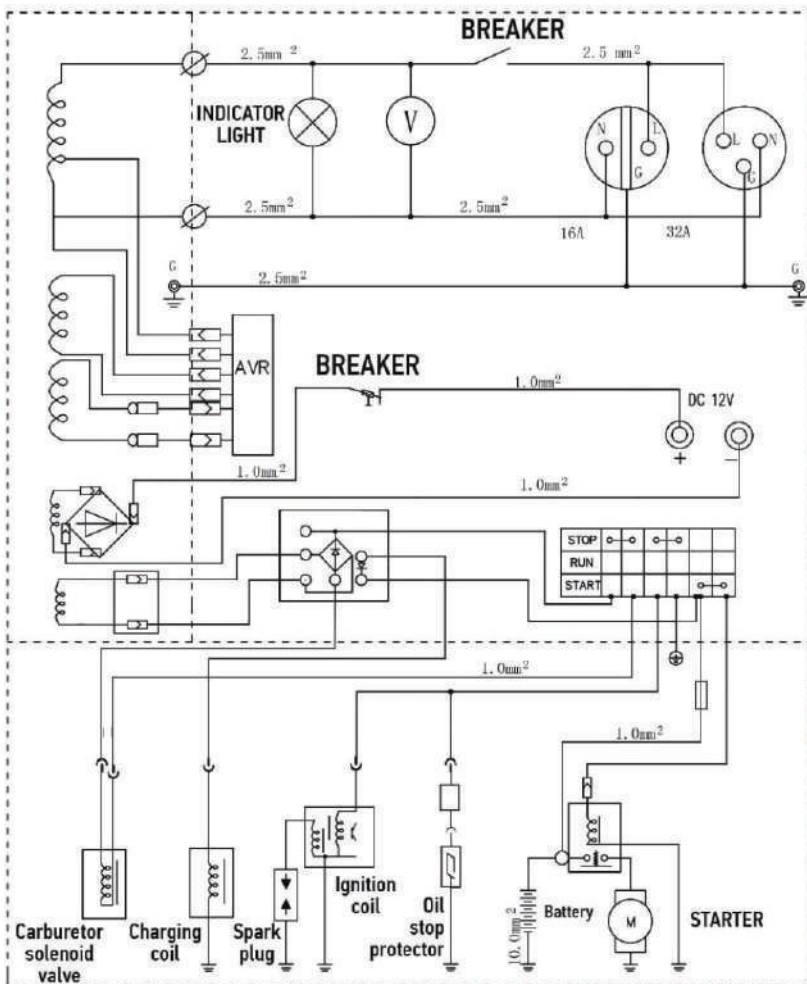 BREAKER
2.5mm²
2.5 mm²
INDICATOR
LIGHT
V
N
L
G
L
N
G
2.5mm²
2.5mm²
16A
32A
G
2.5mm²
G
AVR
BREAKER
1.0mm²
DC 12V
+
−
1.0mm²
1.0mm²
STOP
RUN
START
1.0mm²
1.0mm²
Carburetor
solenoid
valve
Charging
coil
Spark
plug
Ignition
coil
Oil
stop
protector
10.0mm²
Battery
M
STARTER